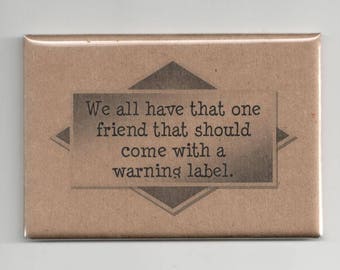 We all have that one
friend that should
come with a
warning label.